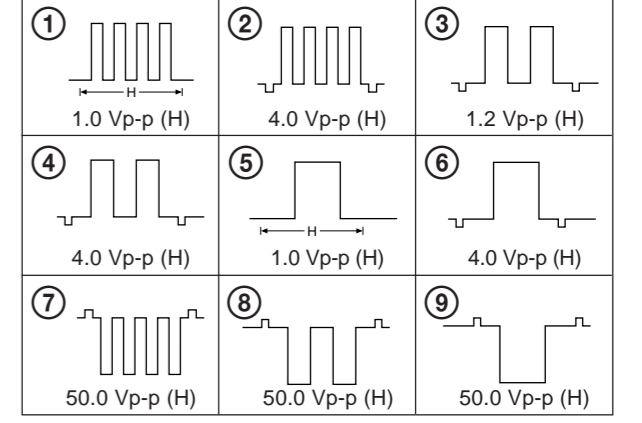 ① ② ③
H
1.0 Vp-p (H) 4.0 Vp-p (H) 1.2 Vp-p (H)
④ ⑤ ⑥
H
4.0 Vp-p (H) 1.0 Vp-p (H) 4.0 Vp-p (H)
⑦ ⑧ ⑨
50.0 Vp-p (H) 50.0 Vp-p (H) 50.0 Vp-p (H)